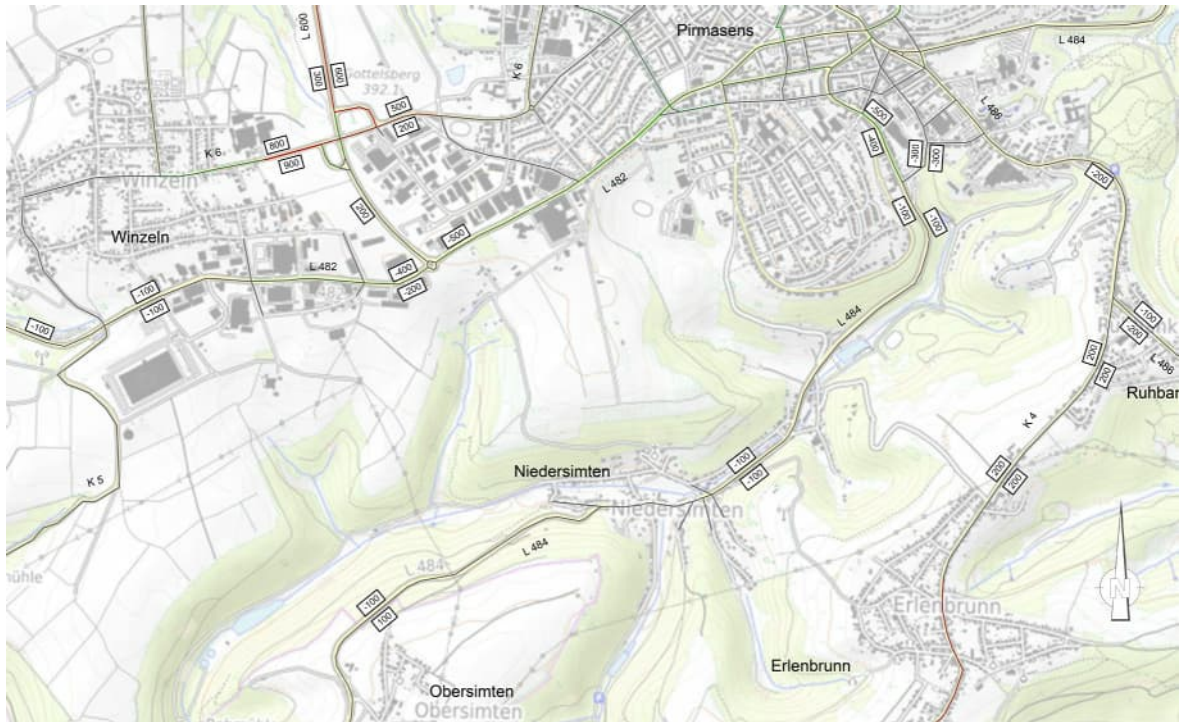 Pirmasens
L 484
L 600
300
600
Gottelsberg
392.1
K 6
500
200
800
900
K 6
L 486
-500
-400
-300
-300
-200
Winzeln
L 482
200
-100
-100
Winzeln
-500
L 482
-400
-200
-100
-100
-100
L 484
-100
-200
L 486
200
200
Ruhban
K 4
K 5
Niedersimten
-100
-100
200
200
Niedersimten
L 484
L 484
-100
100
N
Erlenbrunn
Erlenbrunn
Obersimten
Obersimten